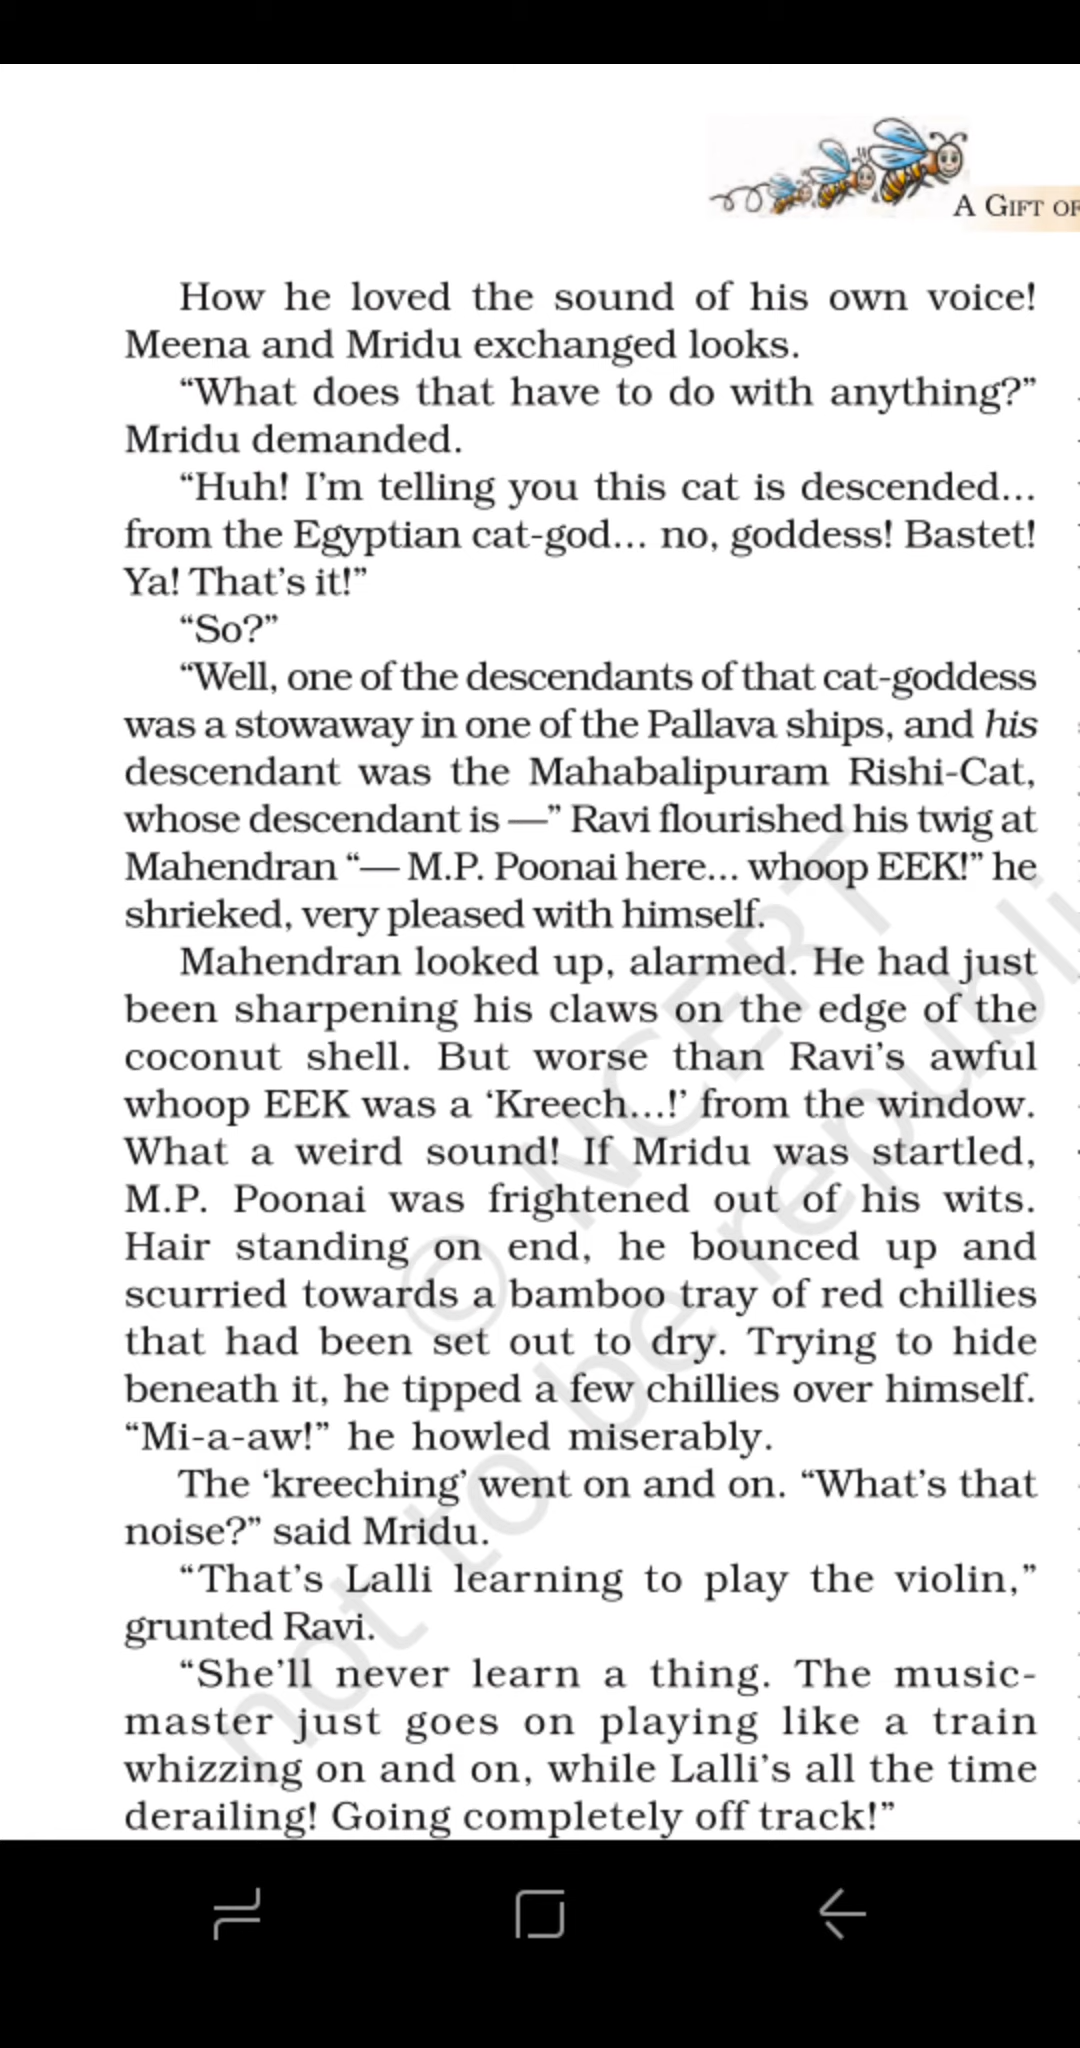 A GIFT OF
How he loved the sound of his own voice!
Meena and Mridu exchanged looks.
“What does that have to do with anything?”
Mridu demanded.
“Huh! I’m telling you this cat is descended...
from the Egyptian cat-god... no, goddess! Bastet!
Ya! That’s it!”
“So?”
“Well, one of the descendants of that cat-goddess
was a stowaway in one of the Pallava ships, and his
descendant was the Mahabalipuram Rishi-Cat,
whose descendant is —” Ravi flourished his twig at
Mahendran “— M.P. Poonai here... whoop EEK!” he
shrieked, very pleased with himself.
Mahendran looked up, alarmed. He had just
been sharpening his claws on the edge of the
coconut shell. But worse than Ravi’s awful
whoop EEK was a ‘Kreech...!’ from the window.
What a weird sound! If Mridu was startled,
M.P. Poonai was frightened out of his wits.
Hair standing on end, he bounced up and
scurried towards a bamboo tray of red chillies
that had been set out to dry. Trying to hide
beneath it, he tipped a few chillies over himself.
“Mi-a-aw!” he howled miserably.
The ‘kreeching’ went on and on. “What’s that
noise?” said Mridu.
“That’s Lalli learning to play the violin,”
grunted Ravi.
“She’ll never learn a thing. The music-
master just goes on playing like a train
whizzing on and on, while Lalli’s all the time
derailing! Going completely off track!”
© NCERT
not to be republi